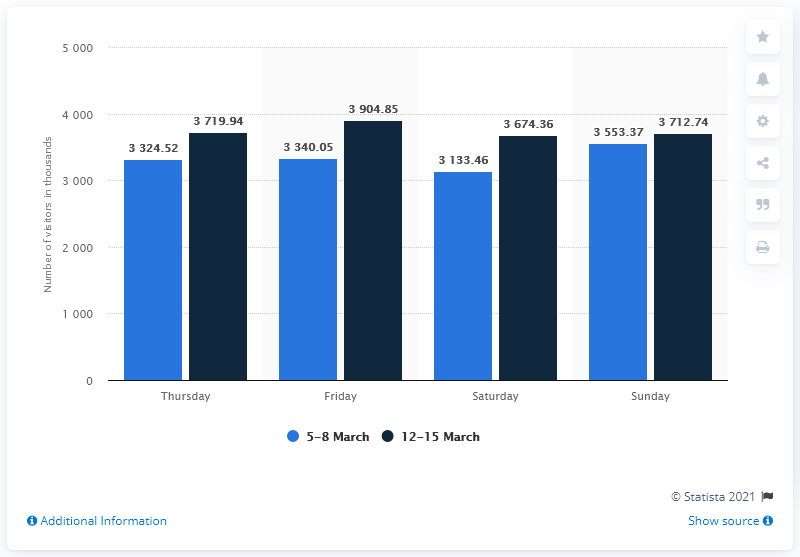 5 000
4 000
3 000
2 000
1 000
0
Number of visitors in thousands
3 324.52
3 719.94
3 340.05
3 904.85
3 133.46
3 674.36
3 553.37
3 712.74
Thursday
Friday
Saturday
Sunday
5-8 March
12-15 March
© Statista 2021
Additional Information
Show source